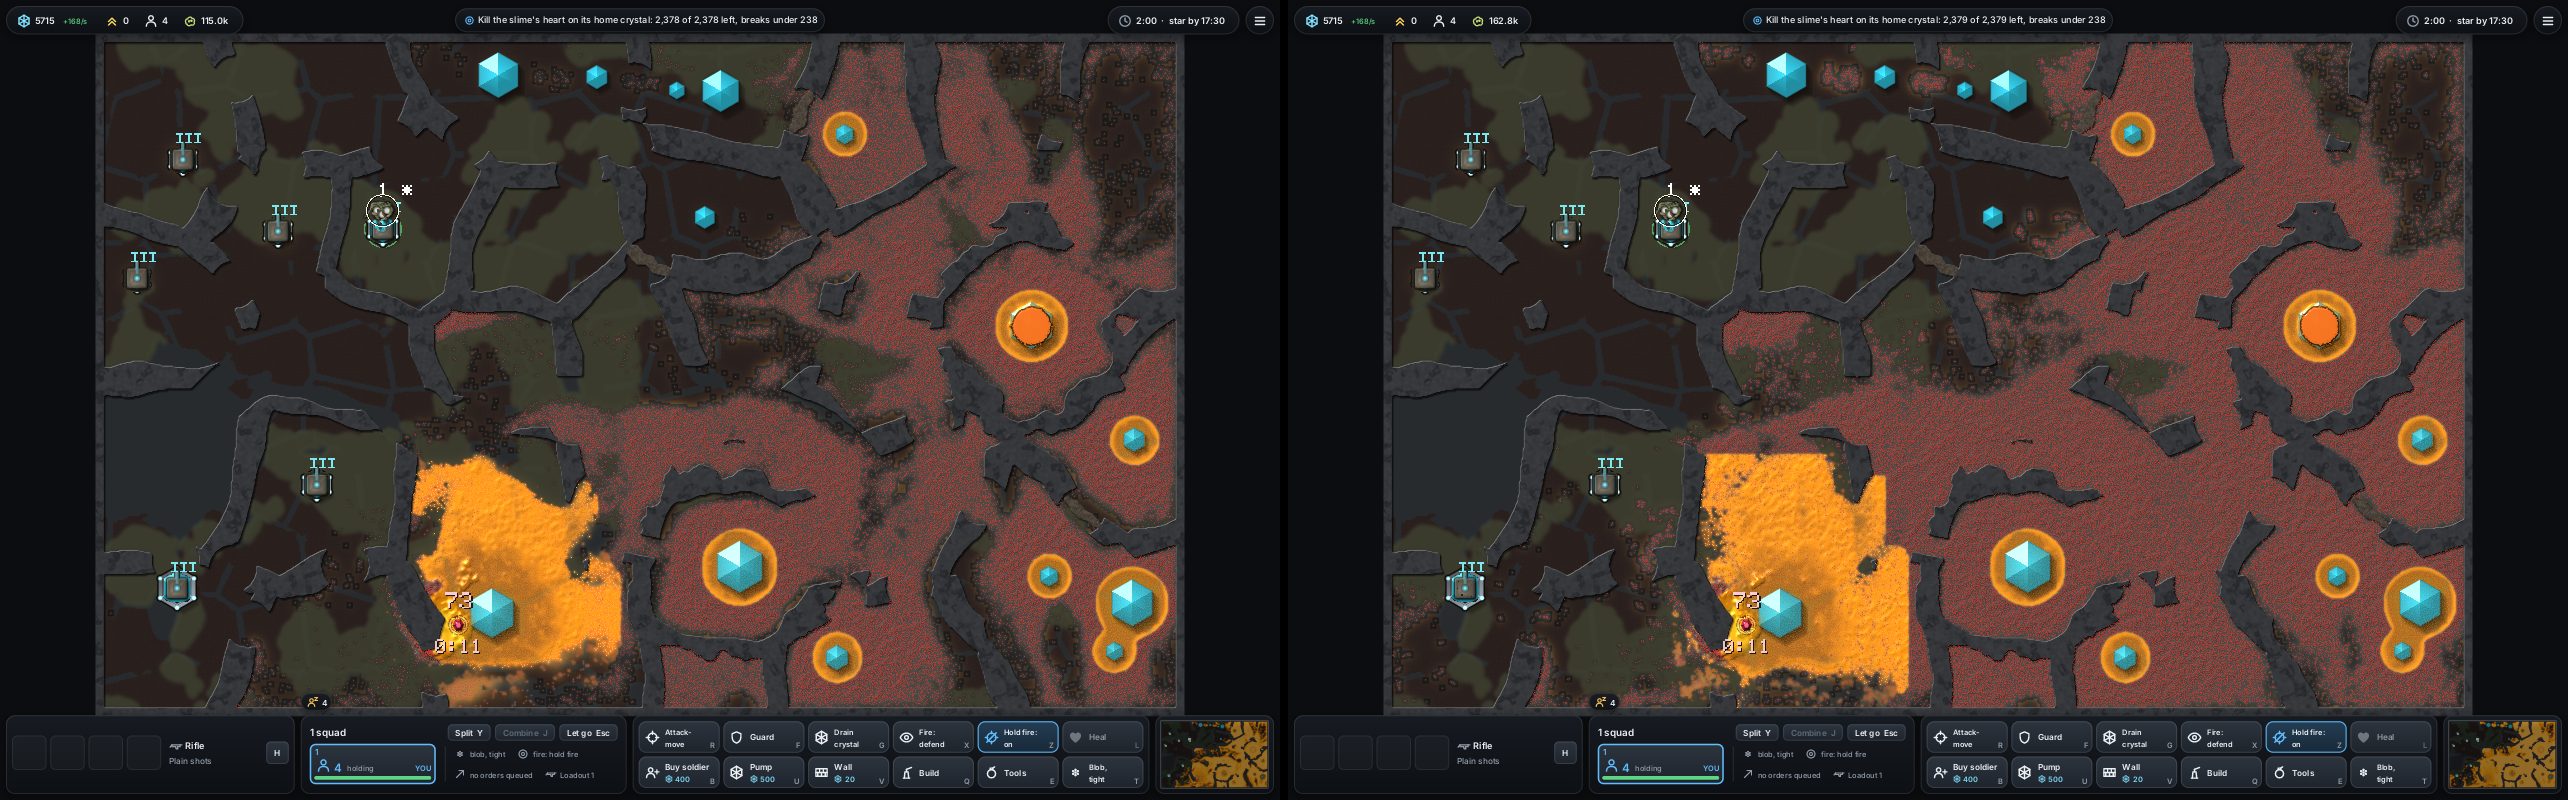 5715 +168/s 0 4 115.0k
Kill the slime's heart on its home crystal: 2,378 of 2,378 left, breaks under 238
2:00 · star by 17:30
III
III
1
III
III
III
III
73
0:11
4
Rifle
Plain shots
H
1 squad
Split Y
Combine J
Let go Esc
1
4 holding YOU
blob, tight
fire: hold fire
no orders queued
Loadout 1
Attack-move R
Guard F
Drain crystal G
Fire: defend X
Hold fire: on Z
Heal L
Buy soldier 400 B
Pump 500 U
Wall 20 V
Build Q
Tools E
Blob, tight T
5715 +168/s 0 4 162.8k
Kill the slime's heart on its home crystal: 2,379 of 2,379 left, breaks under 238
2:00 · star by 17:30
III
III
1
III
III
III
III
73
0:11
4
Rifle
Plain shots
H
1 squad
Split Y
Combine J
Let go Esc
1
4 holding YOU
blob, tight
fire: hold fire
no orders queued
Loadout 1
Attack-move R
Guard F
Drain crystal G
Fire: defend X
Hold fire: on Z
Heal L
Buy soldier 400 B
Pump 500 U
Wall 20 V
Build Q
Tools E
Blob, tight T